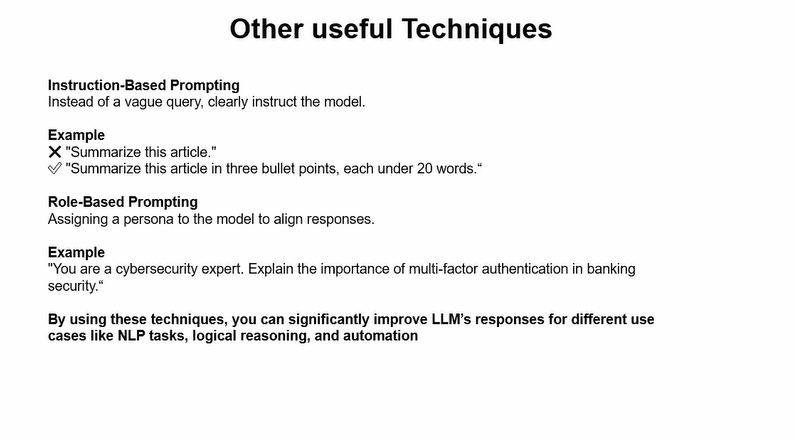 Other useful Techniques
Instruction-Based Prompting
Instead of a vague query, clearly instruct the model.
Example
❌ "Summarize this article."
✅ "Summarize this article in three bullet points, each under 20 words.“
Role-Based Prompting
Assigning a persona to the model to align responses.
Example
"You are a cybersecurity expert. Explain the importance of multi-factor authentication in banking
security.“
By using these techniques, you can significantly improve LLM’s responses for different use
cases like NLP tasks, logical reasoning, and automation